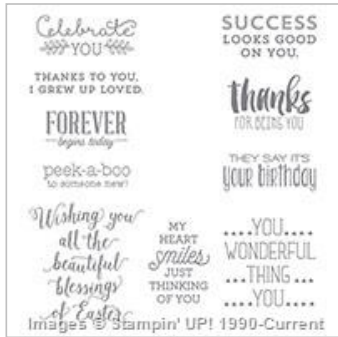 Celebrate
YOU
SUCCESS
LOOKS GOOD
ON YOU.
THANKS TO YOU,
I GREW UP LOVED.
thanks
FOR BEING YOU
FOREVER
begins today
THEY SAY IT'S
your birthday
peek-a-boo
to someone new!
Wishing you
all the
beautiful
blessings
of Easter
MY
HEART
smiles
JUST
THINKING
OF YOU
....YOU....
WONDERFUL
...THING...
....YOU....
Images © Stampin' UP! 1990-Current